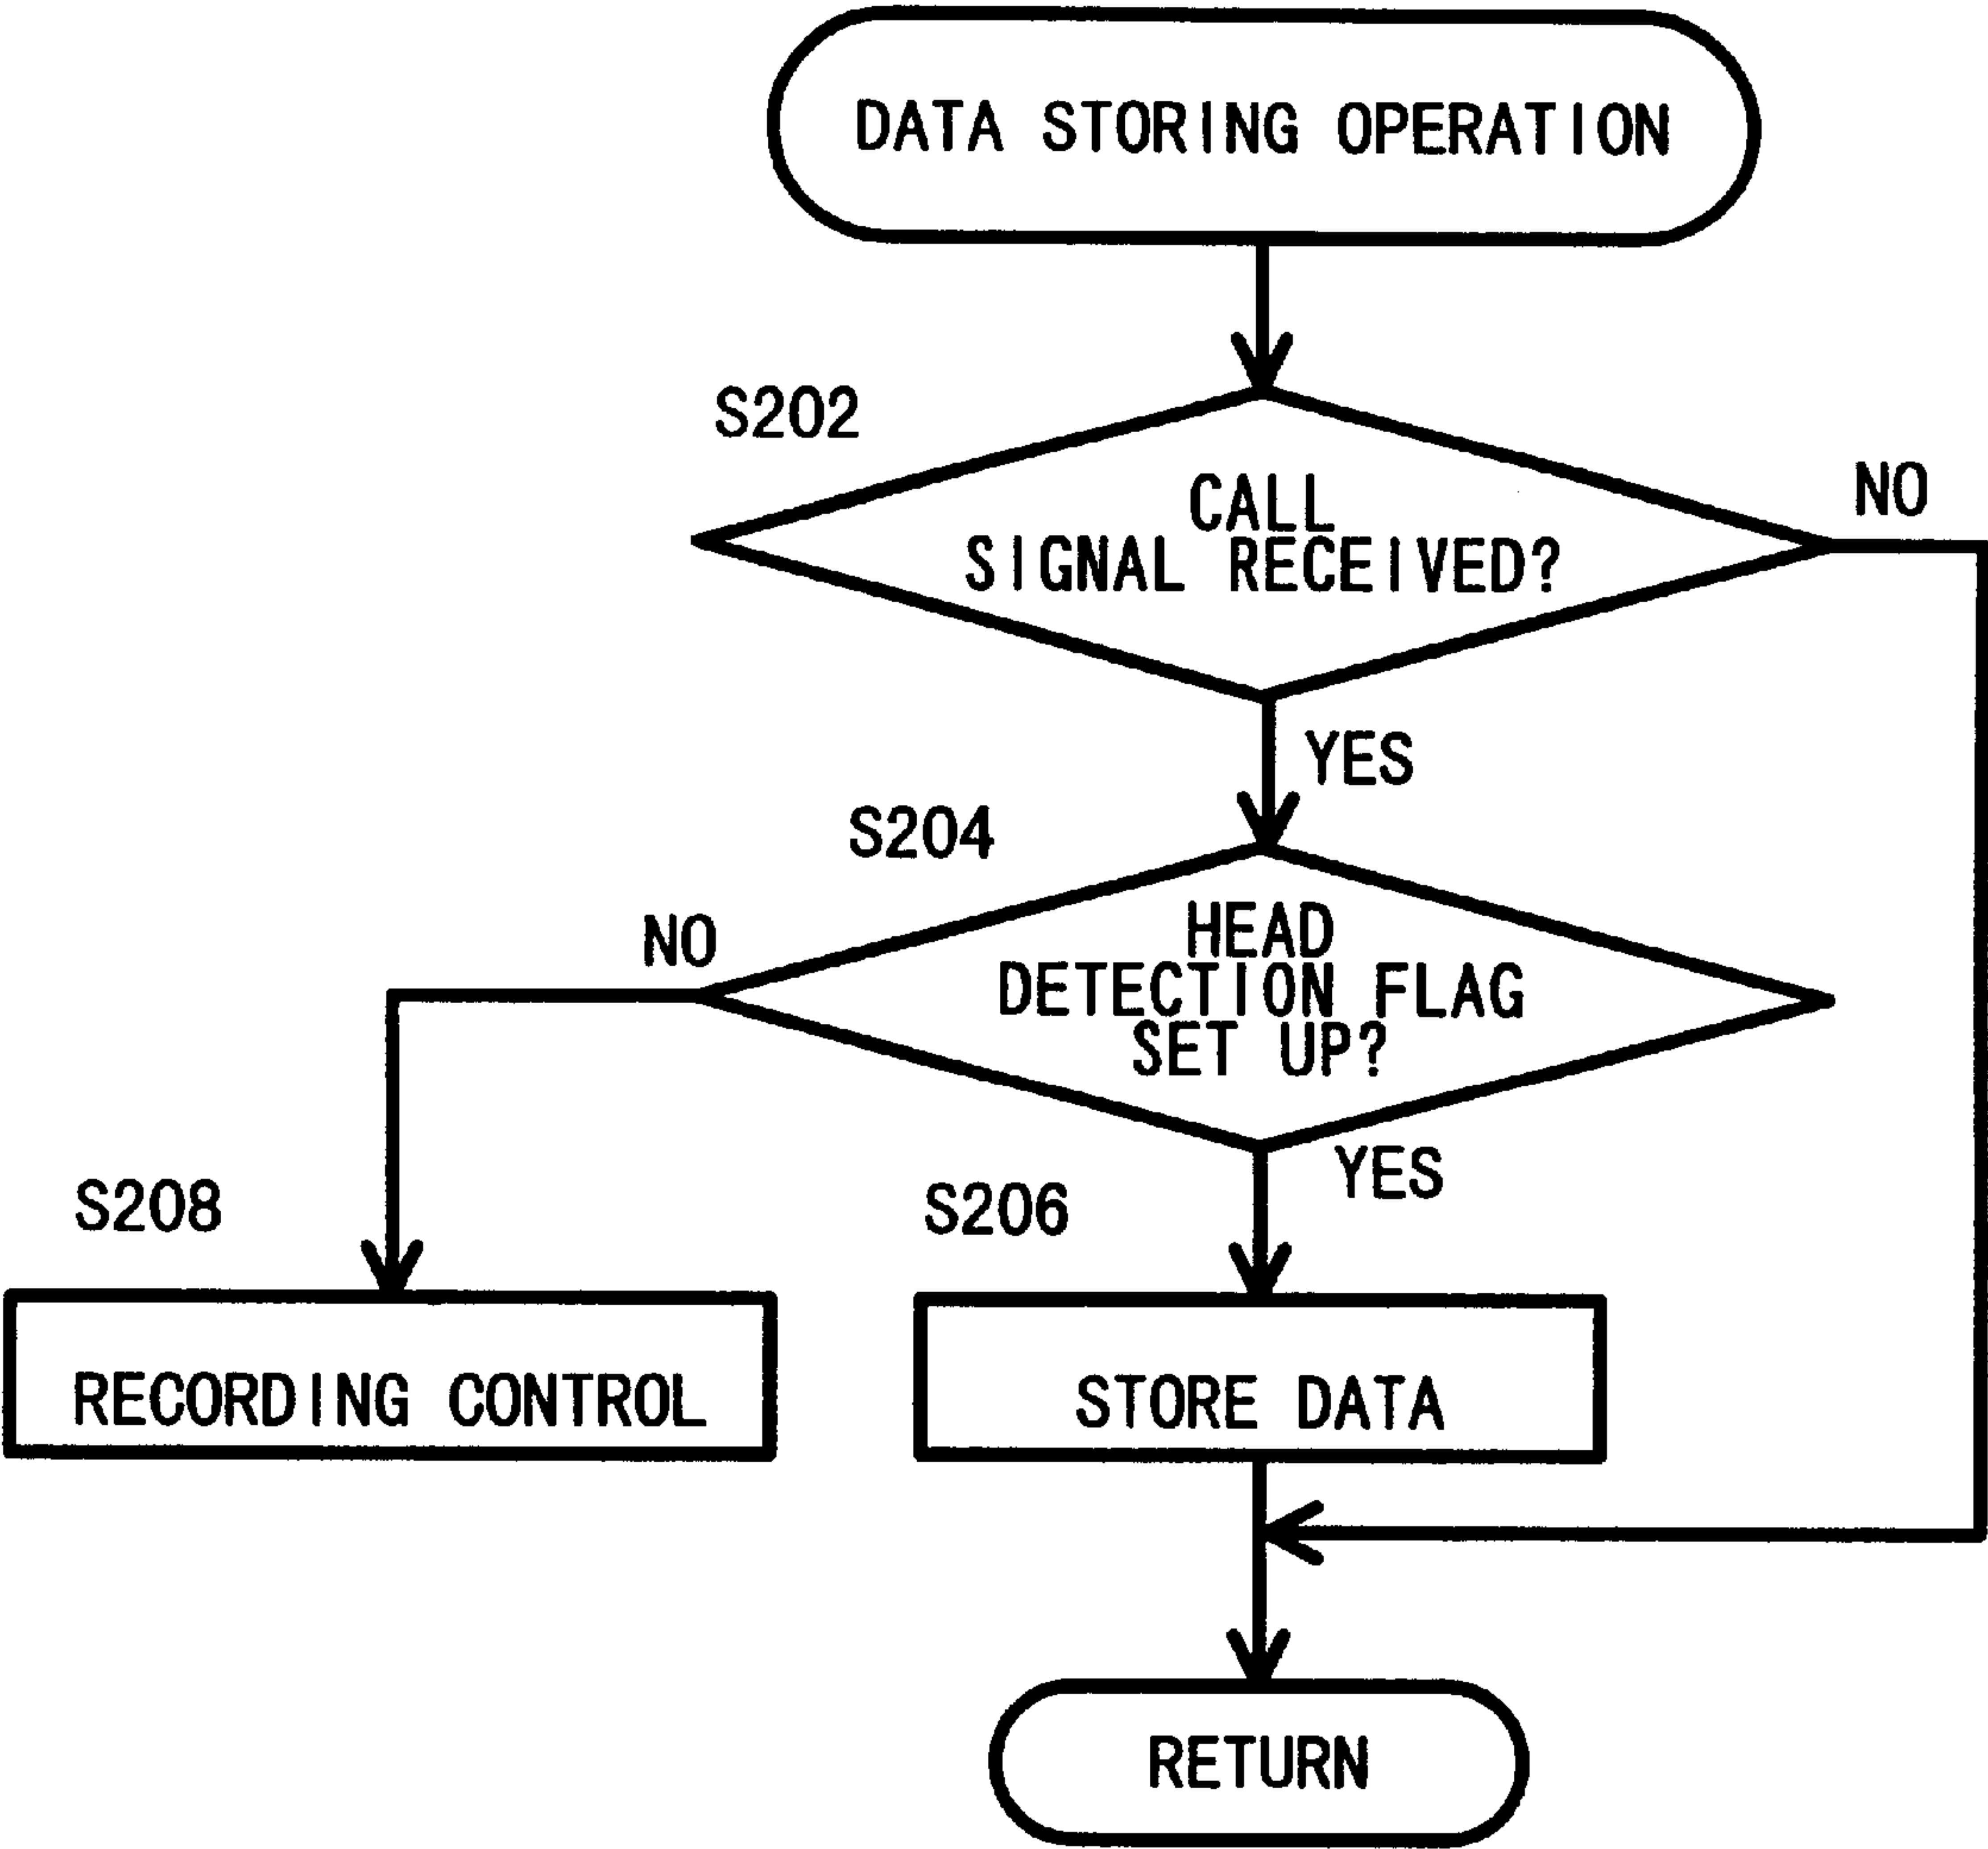 DATA STORING OPERATION
S202
CALL
SIGNAL RECEIVED?
NO
YES
S204
HEAD
DETECTION FLAG
SET UP?
NO
YES
S208
S206
RECORDING CONTROL
STORE DATA
RETURN